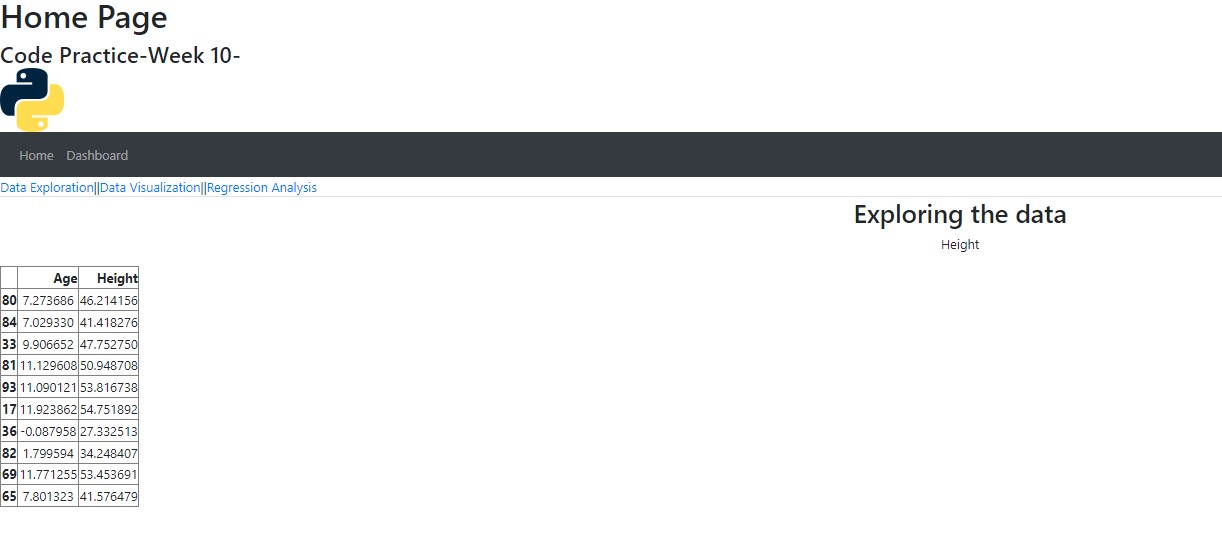 Home Page
Code Practice-Week 10-
Home Dashboard
Data Exploration||Data Visualization||Regression Analysis
Exploring the data
Height
Age Height
80 7.273686 46.214156
84 7.029330 41.418276
33 9.906652 47.752750
81 11.129608 50.948708
93 11.090121 53.816738
17 11.923862 54.751892
36 -0.087958 27.332513
82 1.799594 34.248407
69 11.771255 53.453691
65 7.801323 41.576479